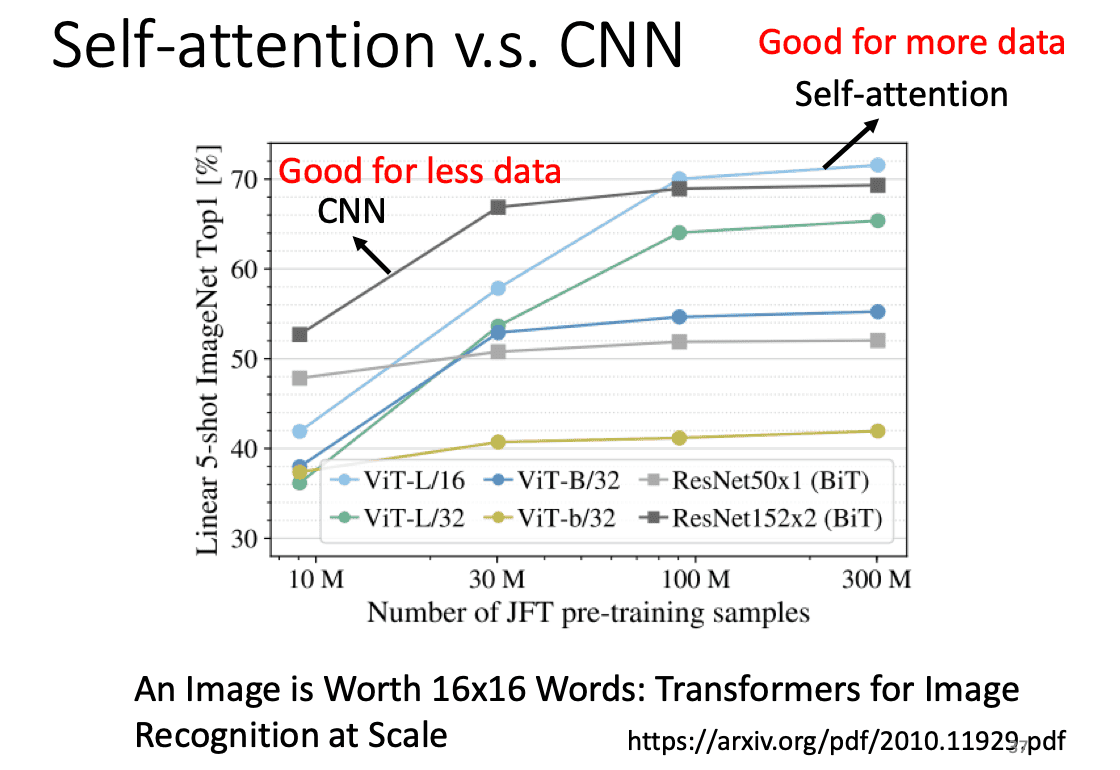 Self-attention v.s. CNN
Good for more data
Self-attention
Good for less data
CNN
Linear 5-shot ImageNet Top1 [%]
70
60
50
40
30
ViT-L/16 ViT-B/32 ResNet50x1 (BiT)
ViT-L/32 ViT-b/32 ResNet152x2 (BiT)
10 M 30 M 100 M 300 M
Number of JFT pre-training samples
An Image is Worth 16x16 Words: Transformers for Image
Recognition at Scale
https://arxiv.org/pdf/2010.11929.pdf
37